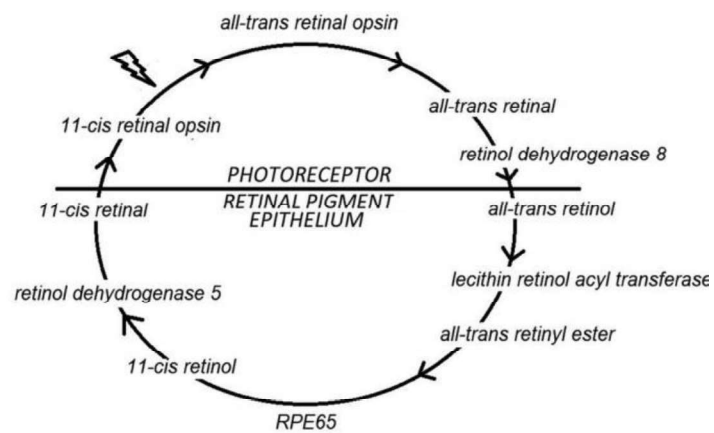 all-trans retinal opsin
11-cis retinal opsin
all-trans retinal
retinol dehydrogenase 8
PHOTORECEPTOR
RETINAL PIGMENT
EPITHELIUM
11-cis retinal
all-trans retinol
retinol dehydrogenase 5
lecithin retinol acyl transferase
all-trans retinyl ester
11-cis retinol
RPE65